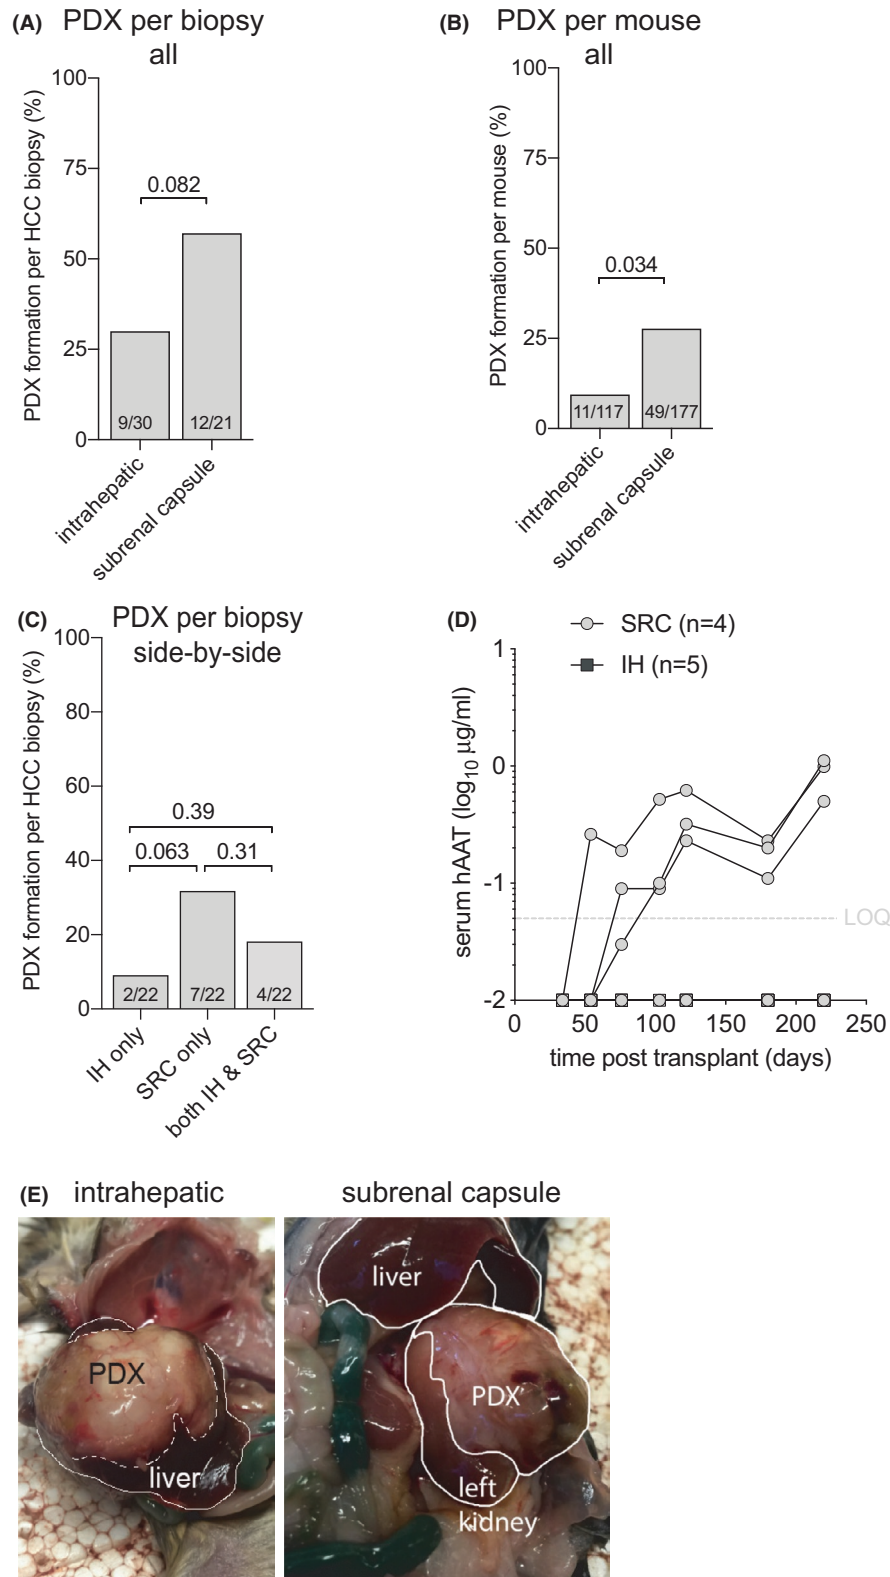 (A) PDX per biopsy
all
PDX formation per HCC biopsy (%)
100
75
50
25
0
0.082
9/30
12/21
intrahepatic
subrenal capsule
(B) PDX per mouse
all
PDX formation per mouse (%)
100
75
50
25
0
0.034
11/117
49/177
intrahepatic
subrenal capsule
(C) PDX per biopsy
side-by-side
PDX formation per HCC biopsy (%)
100
80
60
40
20
0
0.39
0.063
0.31
2/22
7/22
4/22
IH only
SRC only
both IH & SRC
(D)
SRC (n=4)
IH (n=5)
serum hAAT (log10 μg/ml)
1
0
-1
-2
LOQ
0 50 100 150 200 250
time post transplant (days)
(E) intrahepatic
subrenal capsule
PDX
liver
liver
PDX
left
kidney